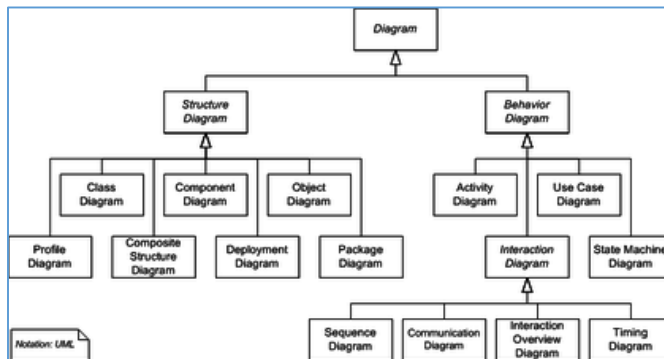 Diagram
Structure
Diagram
Behavior
Diagram
Class
Diagram
Component
Diagram
Object
Diagram
Activity
Diagram
Use Case
Diagram
Profile
Diagram
Composite
Structure
Diagram
Deployment
Diagram
Package
Diagram
Interaction
Diagram
State Machine
Diagram
Sequence
Diagram
Communication
Diagram
Interaction
Overview
Diagram
Timing
Diagram
Notation: UML